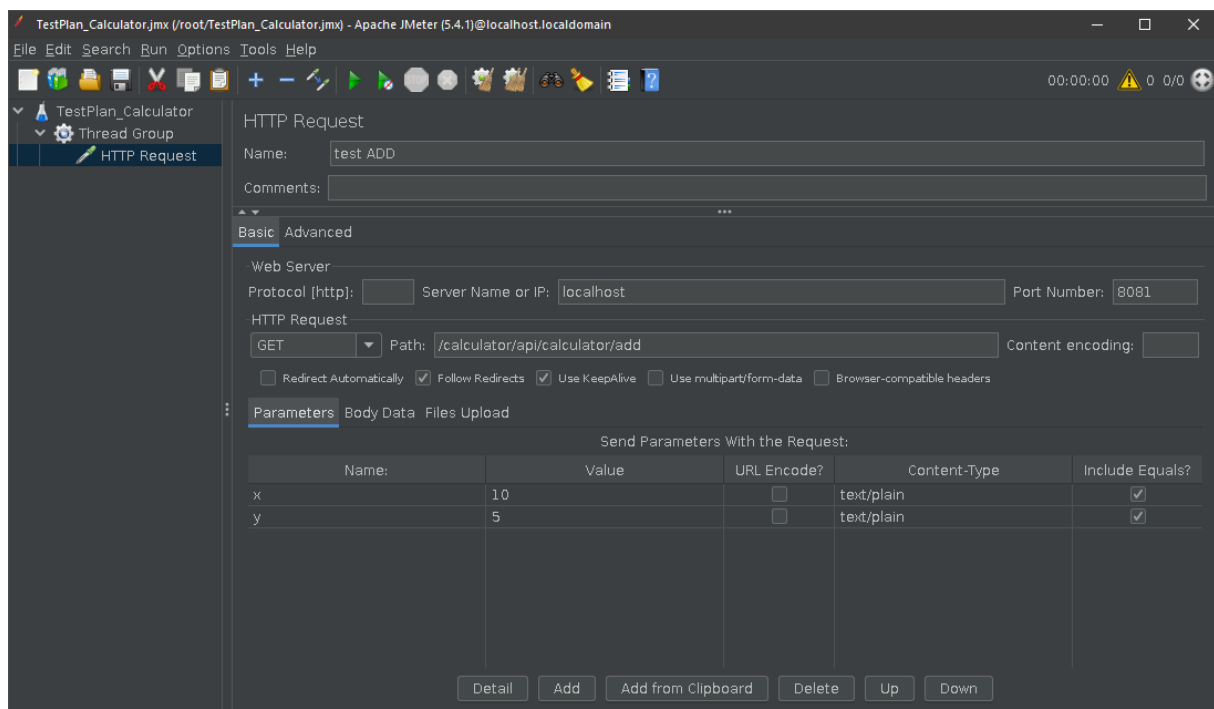 TestPlan_Calculator.jmx (/root/TestPlan_Calculator.jmx) - Apache JMeter (5.4.1)@localhost.localdomain
File Edit Search Run Options Tools Help
00:00:00 0 0/0
TestPlan_Calculator
Thread Group
HTTP Request
HTTP Request
Name: test ADD
Comments:
Basic Advanced
Web Server
Protocol [http]: Server Name or IP: localhost Port Number: 8081
HTTP Request
GET Path: /calculator/api/calculator/add Content encoding:
Redirect Automatically Follow Redirects Use KeepAlive Use multipart/form-data Browser-compatible headers
Parameters Body Data Files Upload
Send Parameters With the Request:
Name: Value URL Encode? Content-Type Include Equals?
x 10 text/plain
y 5 text/plain
Detail Add Add from Clipboard Delete Up Down